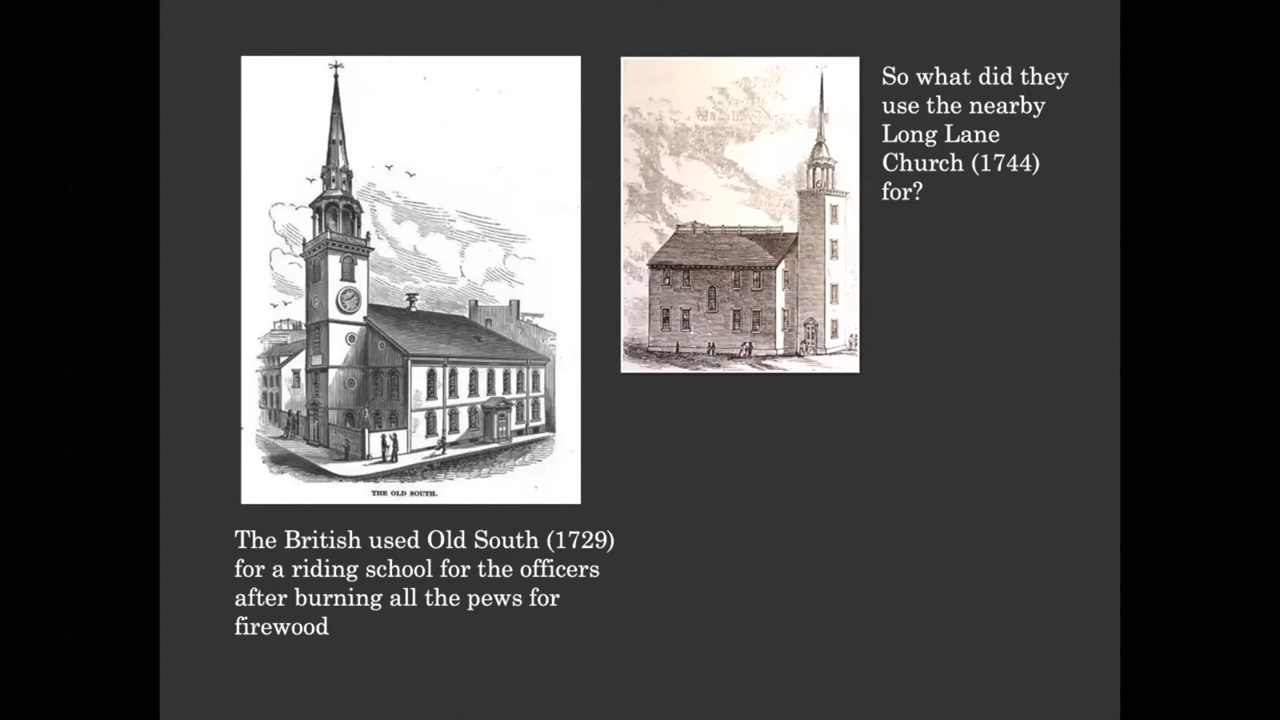 So what did they
use the nearby
Long Lane
Church (1744)
for?
THE OLD SOUTH.
The British used Old South (1729)
for a riding school for the officers
after burning all the pews for
firewood